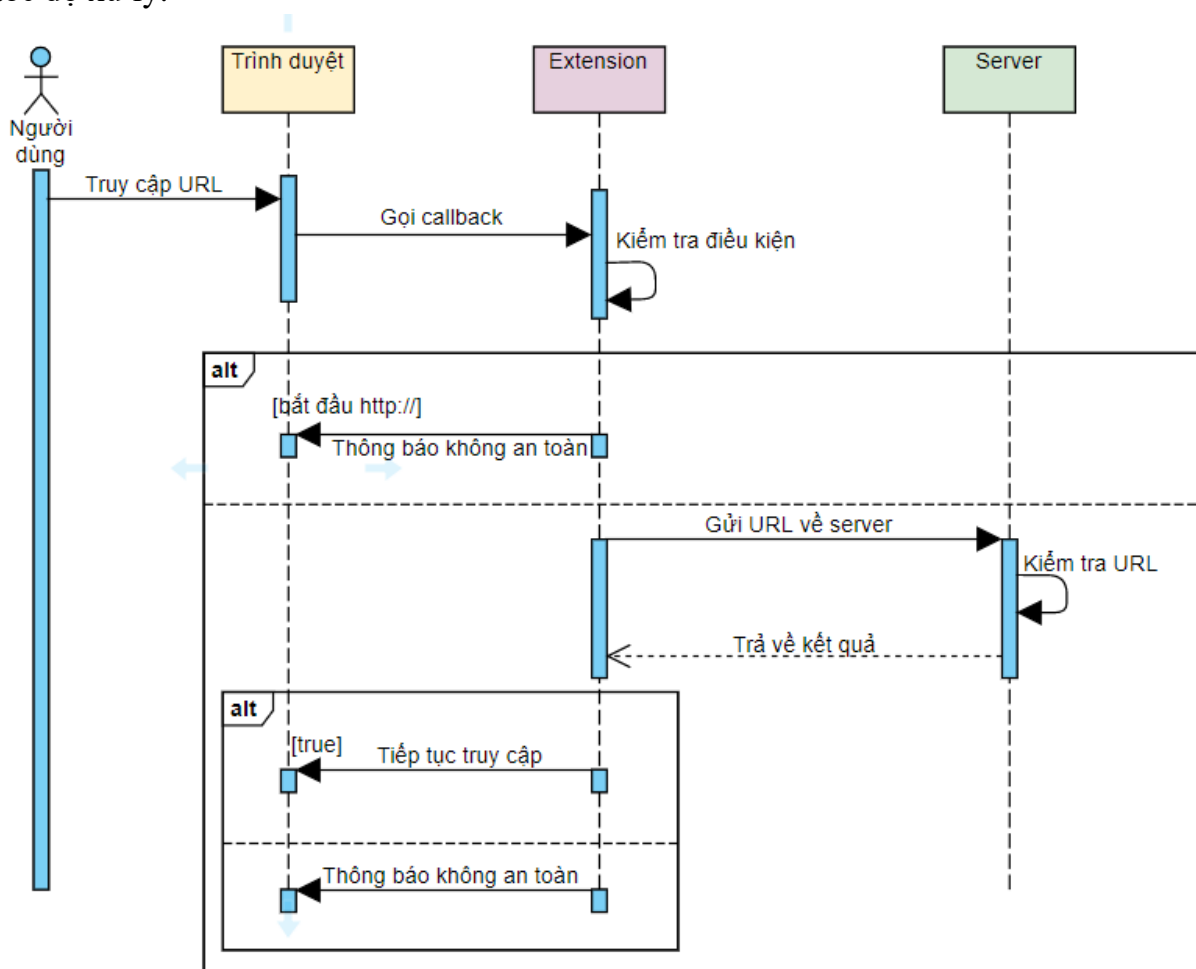 Trình duyệt
Extension
Server
Người
dùng
Truy cập URL
Gọi callback
Kiểm tra điều kiện
alt
[bắt đầu http://]
Thông báo không an toàn
Gửi URL về server
Kiểm tra URL
Trả về kết quả
alt
[true]
Tiếp tục truy cập
Thông báo không an toàn